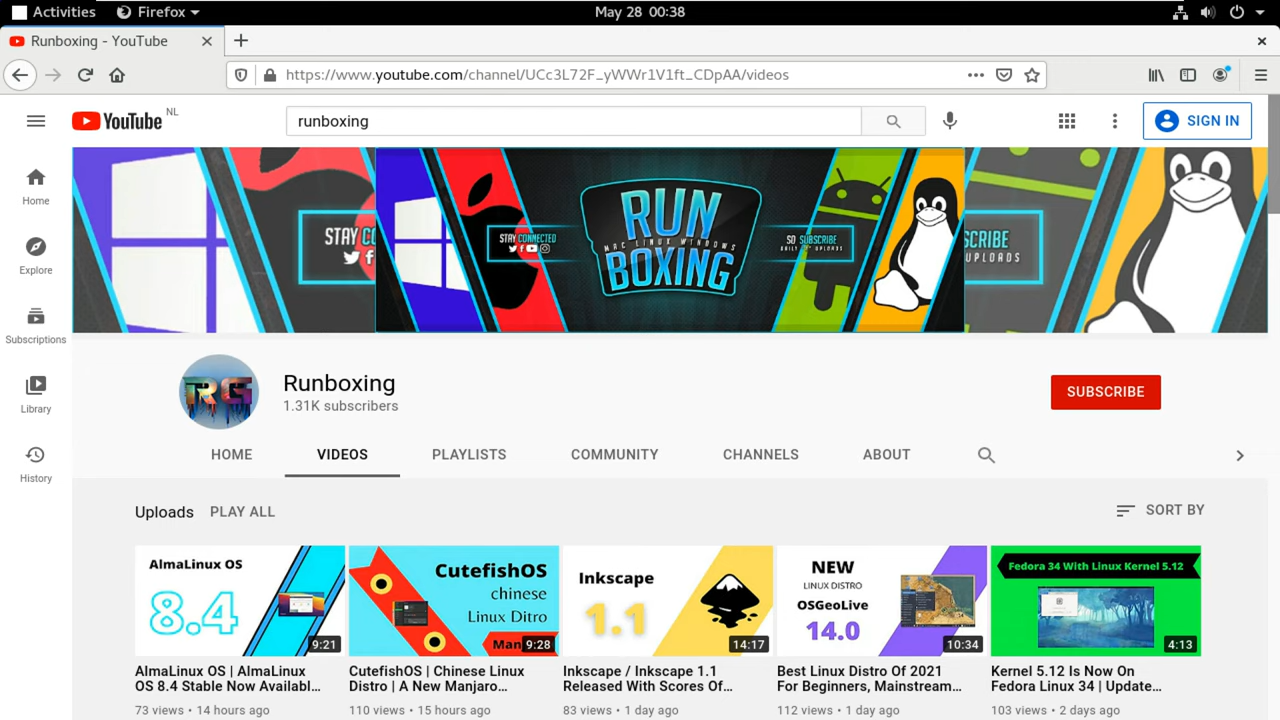 Activities Firefox May 28 00:38
Runboxing - YouTube
https://www.youtube.com/channel/UCc3L72F_yWWr1V1ft_CDpAA/videos
YouTube NL runboxing SIGN IN
STAY CO
STAY CONNECTED
RUN
MAC LINUX WINDOWS
BOXING
SO SUBSCRIBE
DAILY UPLOADS
SCRIBE
UPLOADS
Home
Explore
Subscriptions
Library
History
Runboxing
1.31K subscribers
SUBSCRIBE
HOME VIDEOS PLAYLISTS COMMUNITY CHANNELS ABOUT
Uploads PLAY ALL SORT BY
AlmaLinux OS
8.4
9:21
AlmaLinux OS | AlmaLinux
OS 8.4 Stable Now Availabl...
73 views • 14 hours ago
CutefishOS
chinese
Linux Ditro
Man
9:28
CutefishOS | Chinese Linux
Distro | A New Manjaro...
110 views • 15 hours ago
Inkscape
1.1
14:17
Inkscape / Inkscape 1.1
Released With Scores Of...
83 views • 1 day ago
NEW
LINUX DISTRO
OSGeoLive
14.0
10:34
Best Linux Distro Of 2021
For Beginners, Mainstream...
112 views • 1 day ago
Fedora 34 With Linux Kernel 5.12
4:13
Kernel 5.12 Is Now On
Fedora Linux 34 | Update...
103 views • 2 days ago